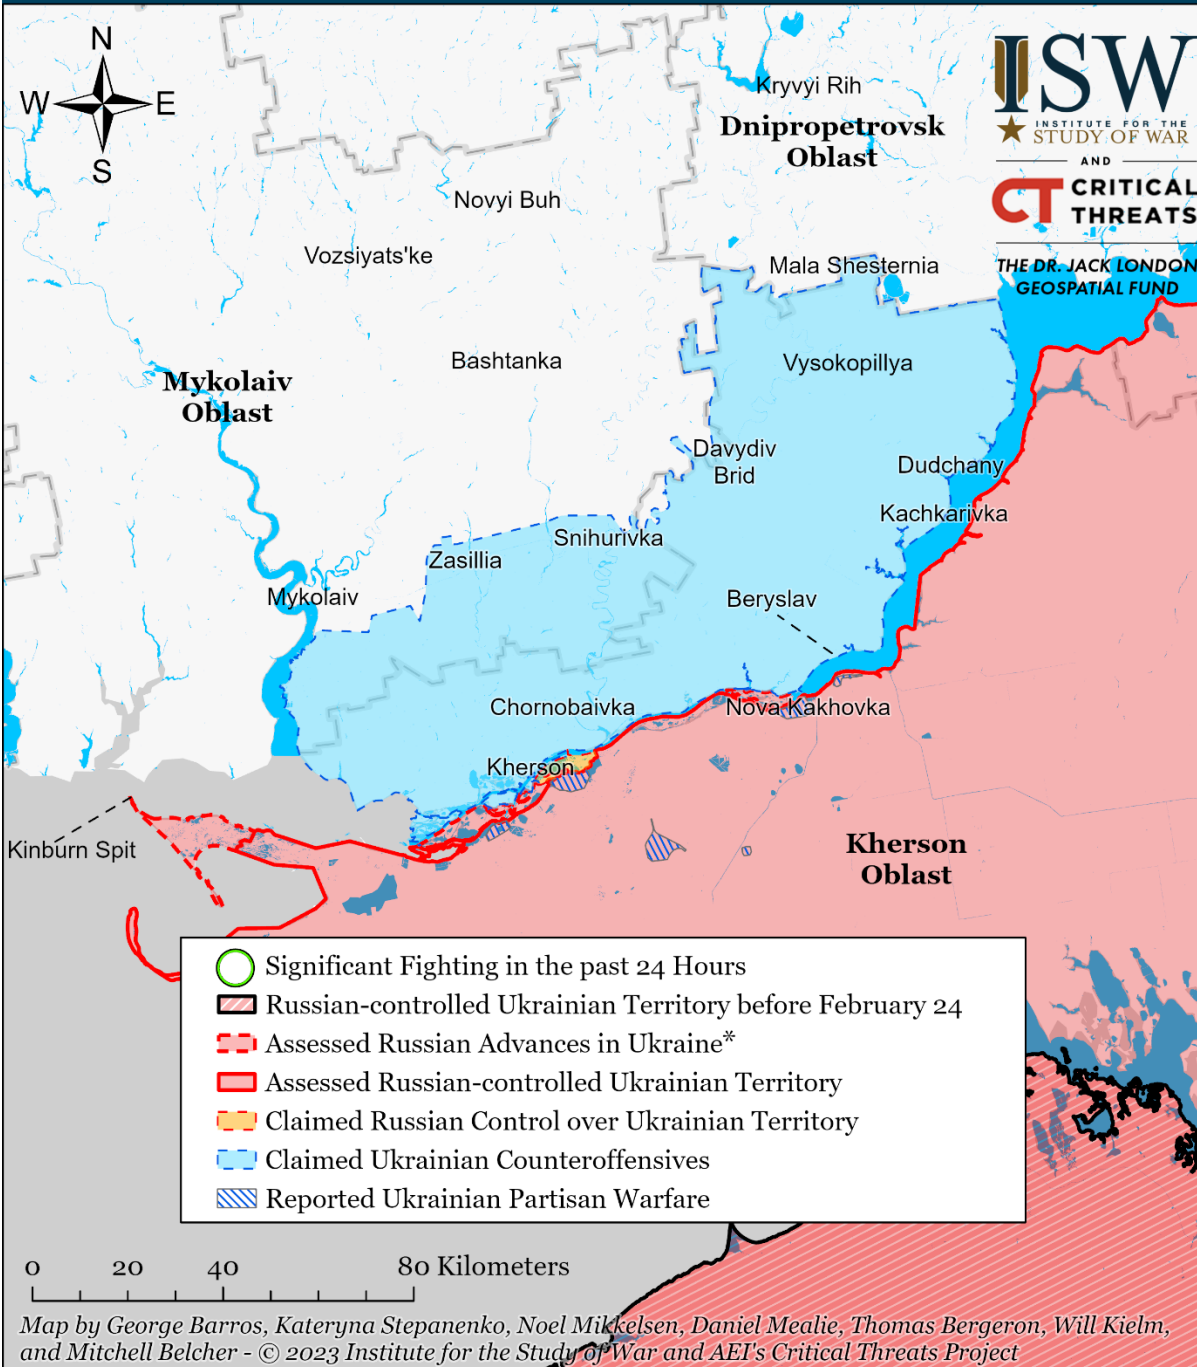 N
W
E
S
ISW
INSTITUTE FOR THE
STUDY OF WAR
AND
CT CRITICAL
THREATS
THE DR. JACK LONDON
GEOSPATIAL FUND
Kryvyi Rih
Dnipropetrovsk
Oblast
Novyi Buh
Vozsiyats'ke
Mala Shesternia
Bashtanka
Vysokopillya
Mykolaiv
Oblast
Davydiv
Brid
Dudchany
Kachkarivka
Snihurivka
Zasillia
Mykolaiv
Beryslav
Chornobaivka
Nova Kakhovka
Kherson
Kinburn Spit
Kherson
Oblast
Significant Fighting in the past 24 Hours
Russian-controlled Ukrainian Territory before February 24
Assessed Russian Advances in Ukraine*
Assessed Russian-controlled Ukrainian Territory
Claimed Russian Control over Ukrainian Territory
Claimed Ukrainian Counteroffensives
Reported Ukrainian Partisan Warfare
0 20 40 80 Kilometers
Map by George Barros, Kateryna Stepanenko, Noel Mikkelsen, Daniel Mealie, Thomas Bergeron, Will Kielm,
and Mitchell Belcher - © 2023 Institute for the Study of War and AEI's Critical Threats Project